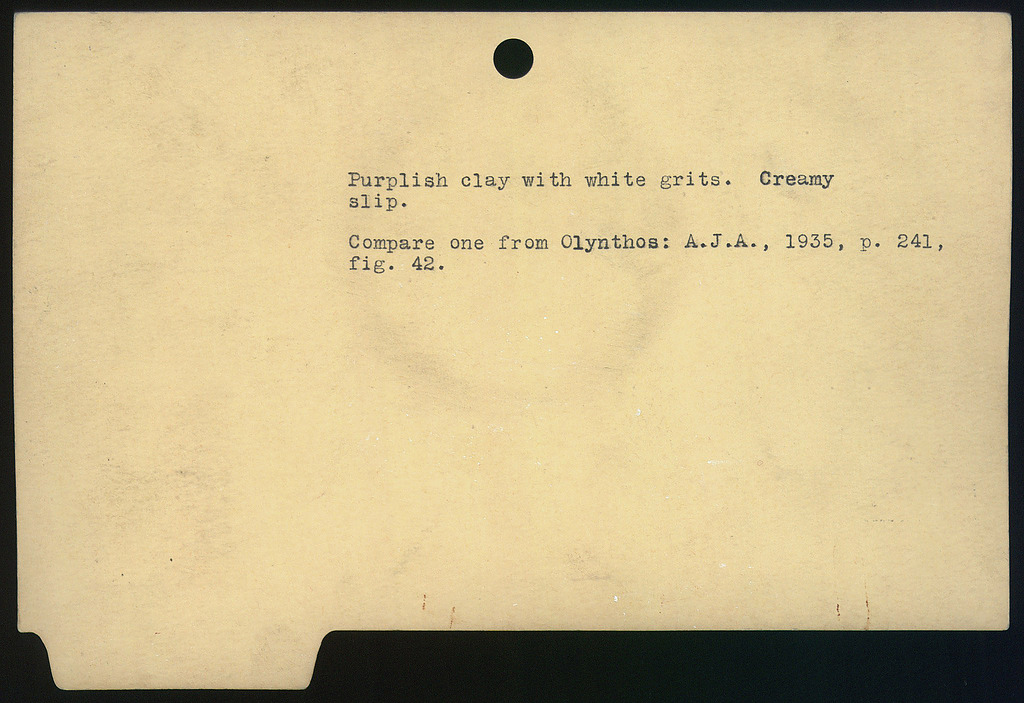 Purplish clay with white grits. Creamy
slip.
Compare one from Olynthos: A.J.A., 1935, p. 241,
fig. 42.